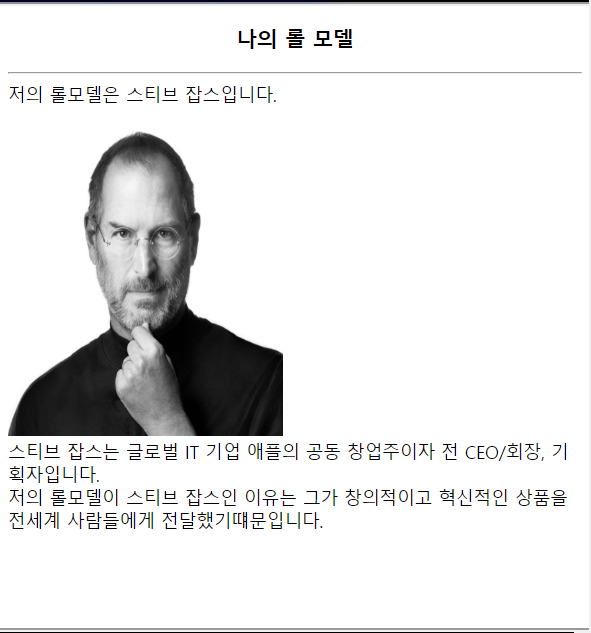 나의 롤 모델
저의 롤모델은 스티브 잡스입니다.
스티브 잡스는 글로벌 IT 기업 애플의 공동 창업주이자 전 CEO/회장, 기
획자입니다.
저의 롤모델이 스티브 잡스인 이유는 그가 창의적이고 혁신적인 상품을
전세계 사람들에게 전달했기떄문입니다.